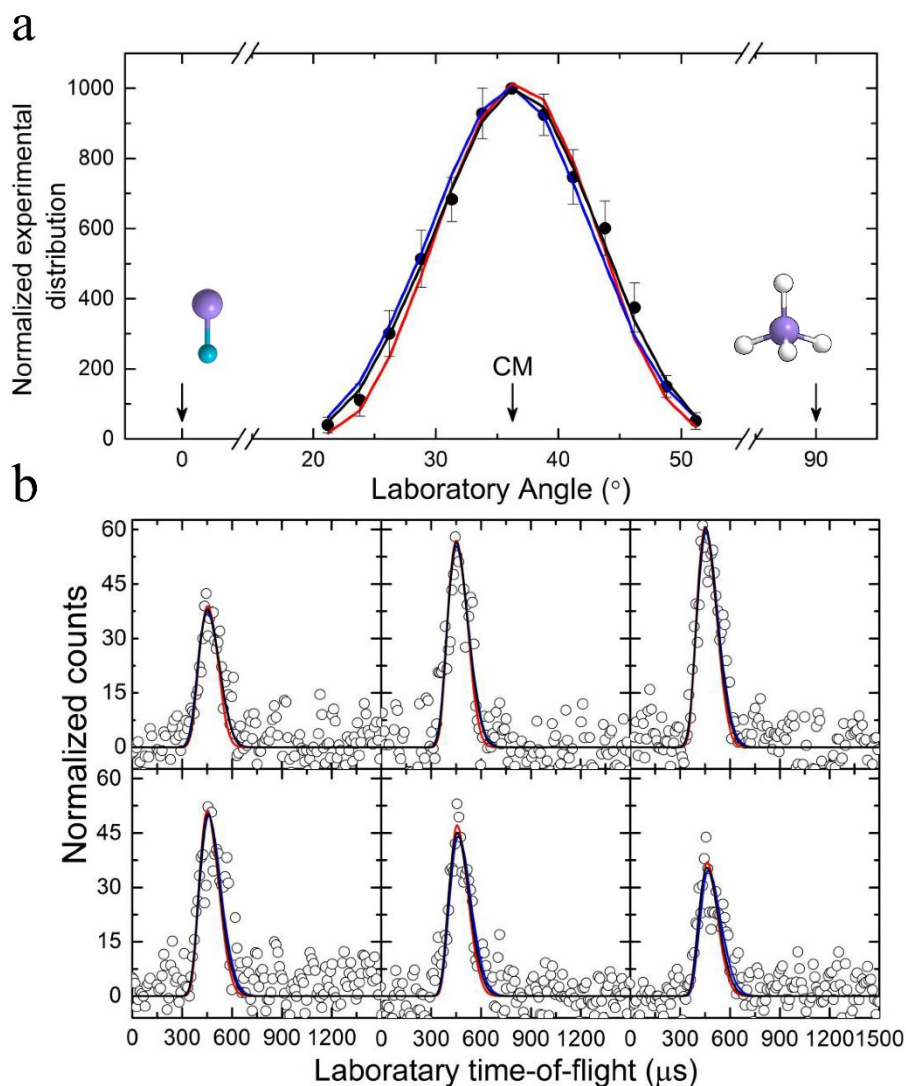 a
Normalized experimental
distribution
1000
800
600
400
200
0
CM
0 20 30 40 50 90
Laboratory Angle (°)
b
Normalized counts
60
45
30
15
0
60
45
30
15
0
0 300 600 900 1200 0 300 600 900 1200 0 300 600 900 1200 1500
Laboratary time-of-flight (μs)